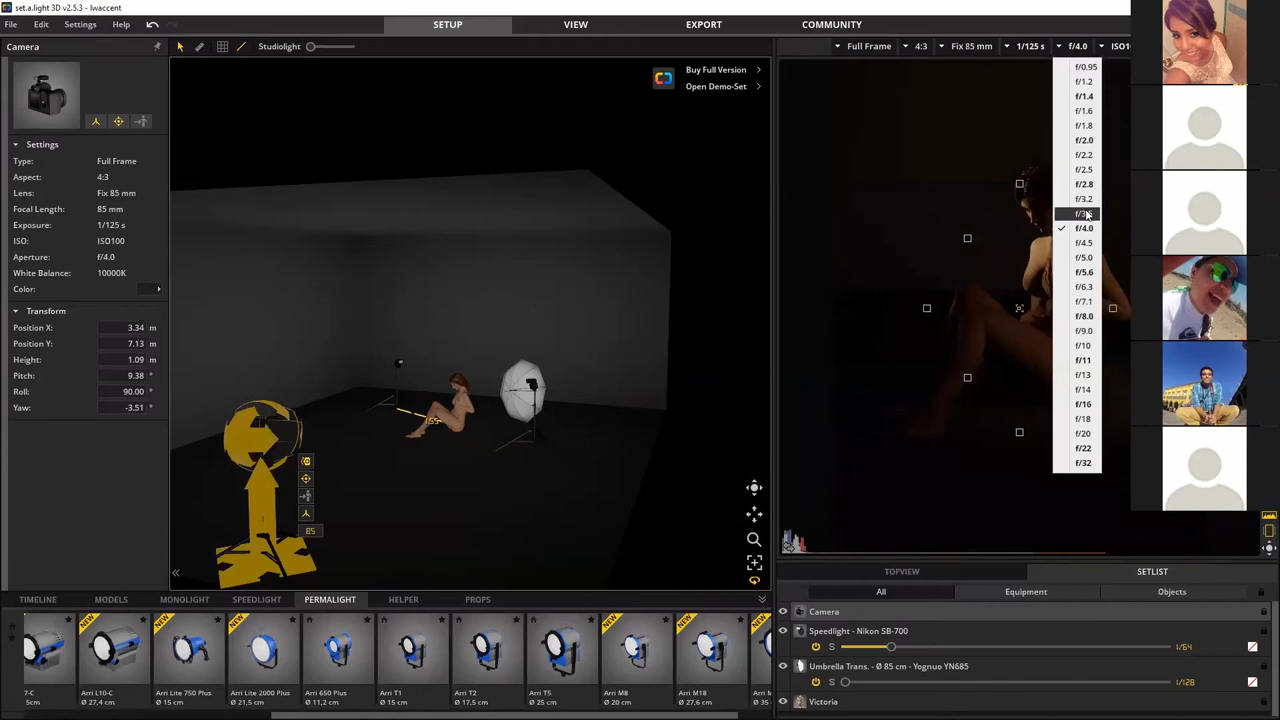 set.a.light 3D v2.5.3 - lwaccent
File Edit Settings Help SETUP VIEW EXPORT COMMUNITY
Camera
Studiolight
Full Frame 4:3 Fix 85 mm 1/125 s f/4.0 ISO10
Buy Full Version
Open Demo-Set
Settings
Type: Full Frame
Aspect: 4:3
Lens: Fix 85 mm
Focal Length: 85 mm
Exposure: 1/125 s
ISO: ISO100
Aperture: f/4.0
White Balance: 10000K
Color:
Transform
Position X: 3.34 m
Position Y: 7.13 m
Height: 1.09 m
Pitch: 9.38 °
Roll: 90.00 °
Yaw: -3.51 °
85
f/0.95
f/1.2
f/1.4
f/1.6
f/1.8
f/2.0
f/2.2
f/2.5
f/2.8
f/3.2
f/4.0
f/4.5
f/5.0
f/5.6
f/6.3
f/7.1
f/8.0
f/9.0
f/10
f/11
f/13
f/14
f/16
f/18
f/20
f/22
f/32
TIMELINE MODELS MONOLIGHT SPEEDLIGHT PERMALIGHT HELPER PROPS
NEW NEW NEW NEW NEW
7-C
5cm
Arri L10-C
Ø 27,4 cm
Arri Lite 750 Plus
Ø 15 cm
Arri Lite 2000 Plus
Ø 21,5 cm
Arri 650 Plus
Ø 11,2 cm
Arri T1
Ø 15 cm
Arri T2
Ø 17,5 cm
Arri T5
Ø 25 cm
Arri M8
Ø 20 cm
Arri M18
Ø 27,6 cm
Arri M
Ø
TOPVIEW SETLIST
All Equipment Objects
Camera
Speedlight - Nikon SB-700
S 1/64
Umbrella Trans. - Ø 85 cm - Yognuo YN685
S 1/128
Victoria